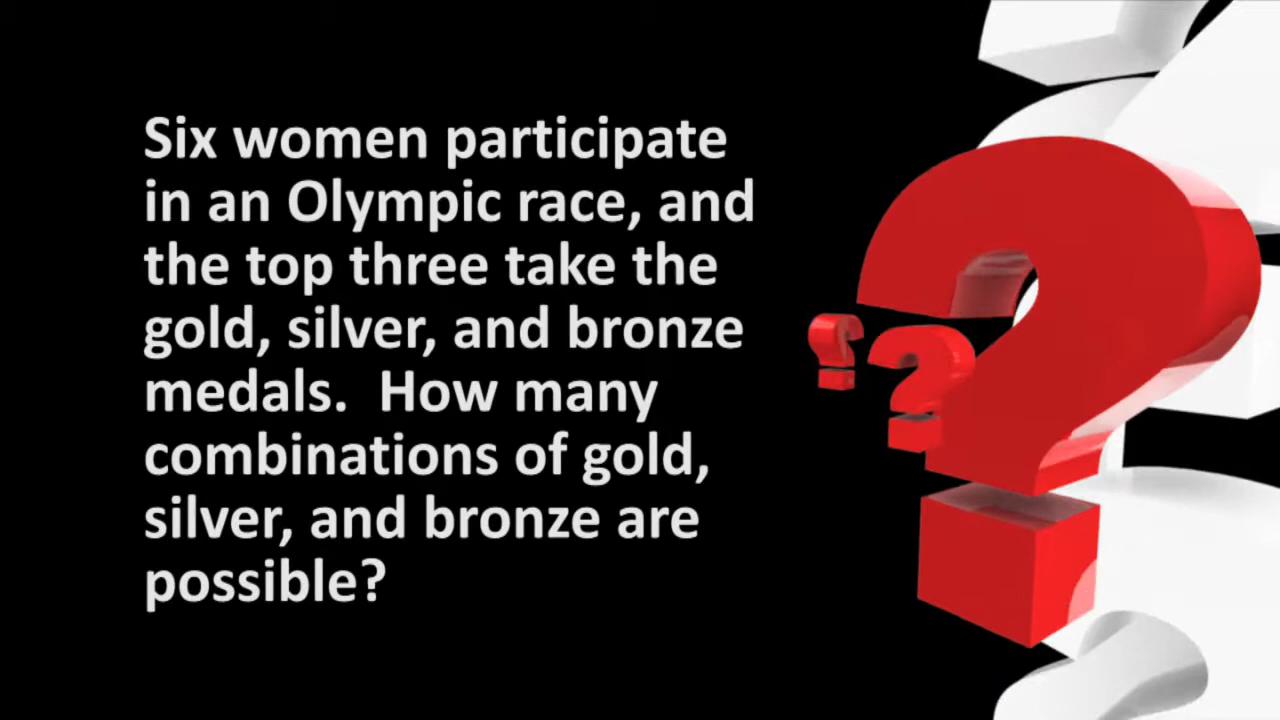 Six women participate
in an Olympic race, and
the top three take the
gold, silver, and bronze
medals.  How many
combinations of gold,
silver, and bronze are
possible?